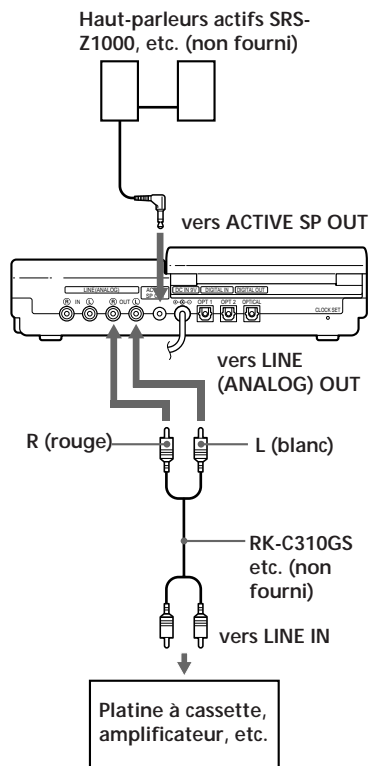 Haut-parleurs actifs SRS-
Z1000, etc. (non fourni)
vers ACTIVE SP OUT
LINE(ANALOG)
ACTIVE
SP OUT
DC IN 9V
DIGITAL IN
DIGITAL OUT
R IN L
R OUT L
OPT 1
OPT 2
OPTICAL
CLOCK SET
vers LINE
(ANALOG) OUT
R (rouge)
L (blanc)
RK-C310GS
etc. (non
fourni)
vers LINE IN
Platine à cassette,
amplificateur, etc.